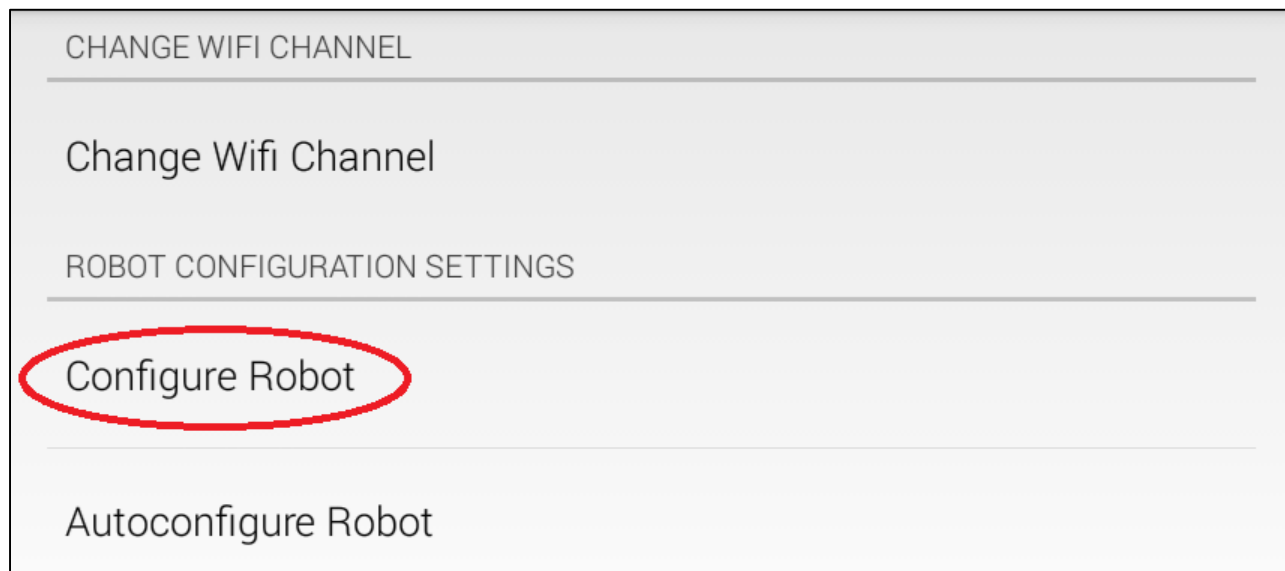 CHANGE WIFI CHANNEL
Change Wifi Channel
ROBOT CONFIGURATION SETTINGS
Configure Robot
Autoconfigure Robot